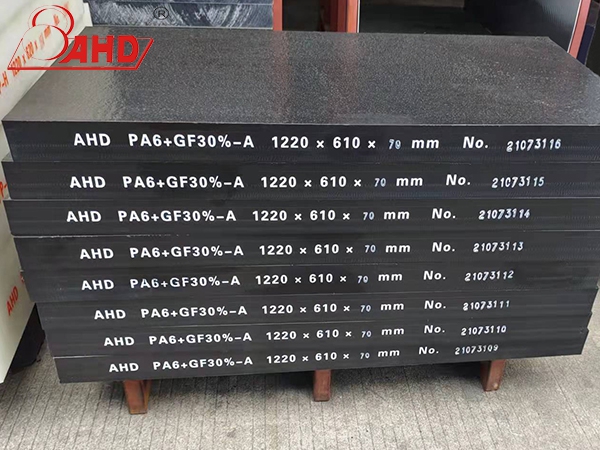 AHD®
AHD PA6+GF30%-A 1220 × 610 × 70 mm No. 21073116
AHD PA6+GF30%-A 1220 × 610 × 70 mm No. 21073115
AHD PA6+GF30%-A 1220 × 610 × 70 mm No. 21073114
AHD PA6+GF30%-A 1220 × 610 × 70 mm No. 21073113
AHD PA6+GF30%-A 1220 × 610 × 70 mm No. 21073112
AHD PA6+GF30%-A 1220 × 610 × 70 mm No. 21073111
AHD PA6+GF30%-A 1220 × 610 × 70 mm No. 21073110
AHD PA6+GF30%-A 1220 × 610 × 70 mm No. 21073109
AHD